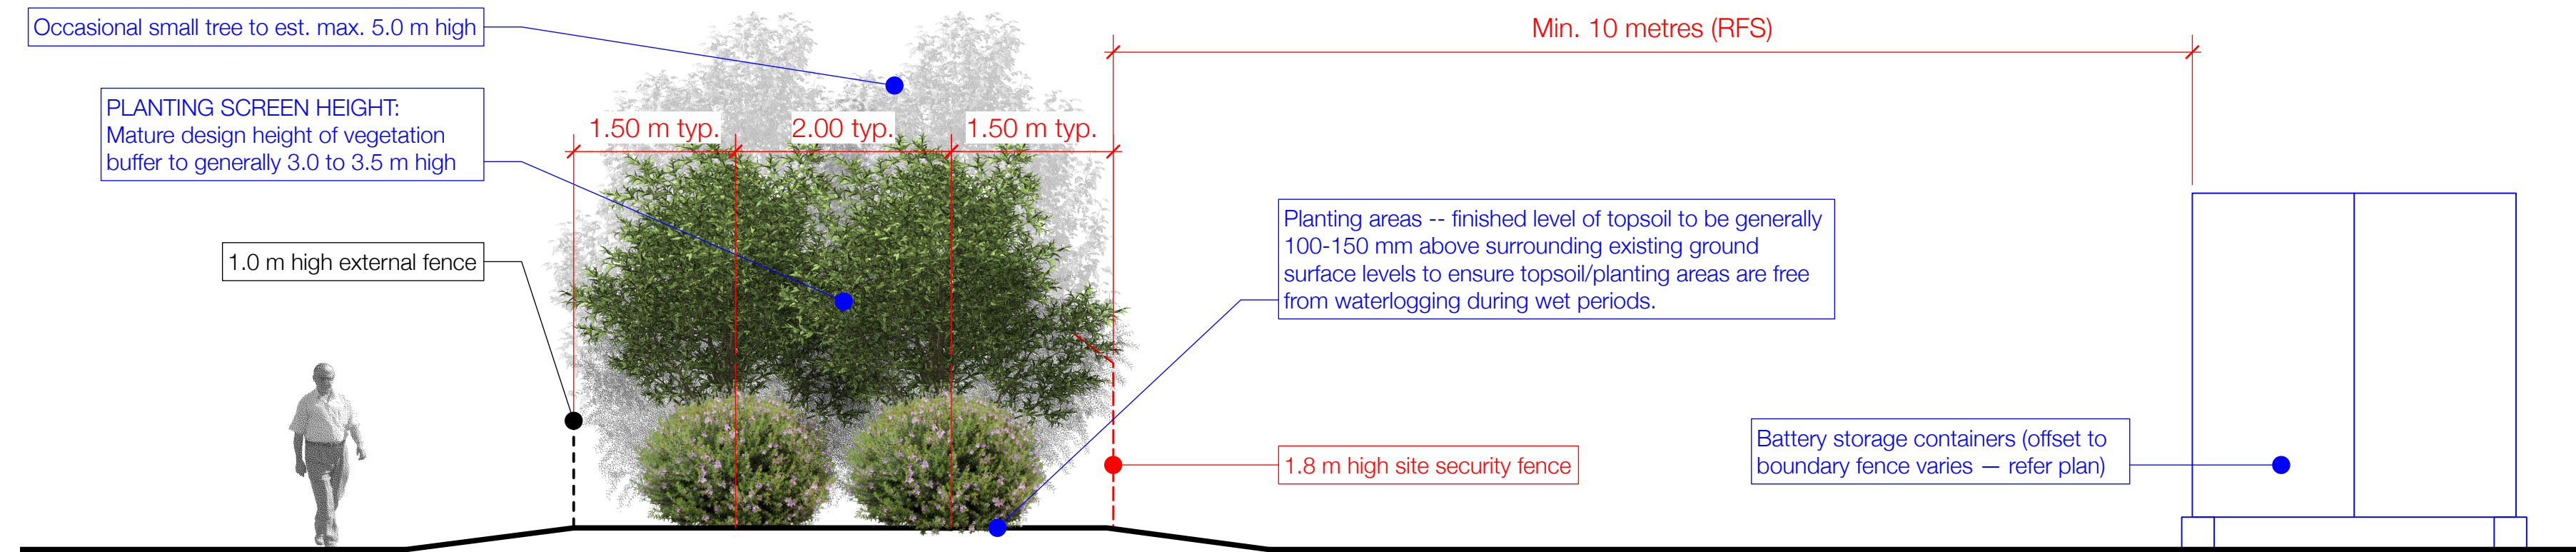 Occasional small tree to est. max. 5.0 m high
Min. 10 metres (RFS)
PLANTING SCREEN HEIGHT:
Mature design height of vegetation
buffer to generally 3.0 to 3.5 m high
1.50 m typ.
2.00 typ.
1.50 m typ.
1.0 m high external fence
Planting areas -- finished level of topsoil to be generally
100-150 mm above surrounding existing ground
surface levels to ensure topsoil/planting areas are free
from waterlogging during wet periods.
1.8 m high site security fence
Battery storage containers (offset to
boundary fence varies — refer plan)